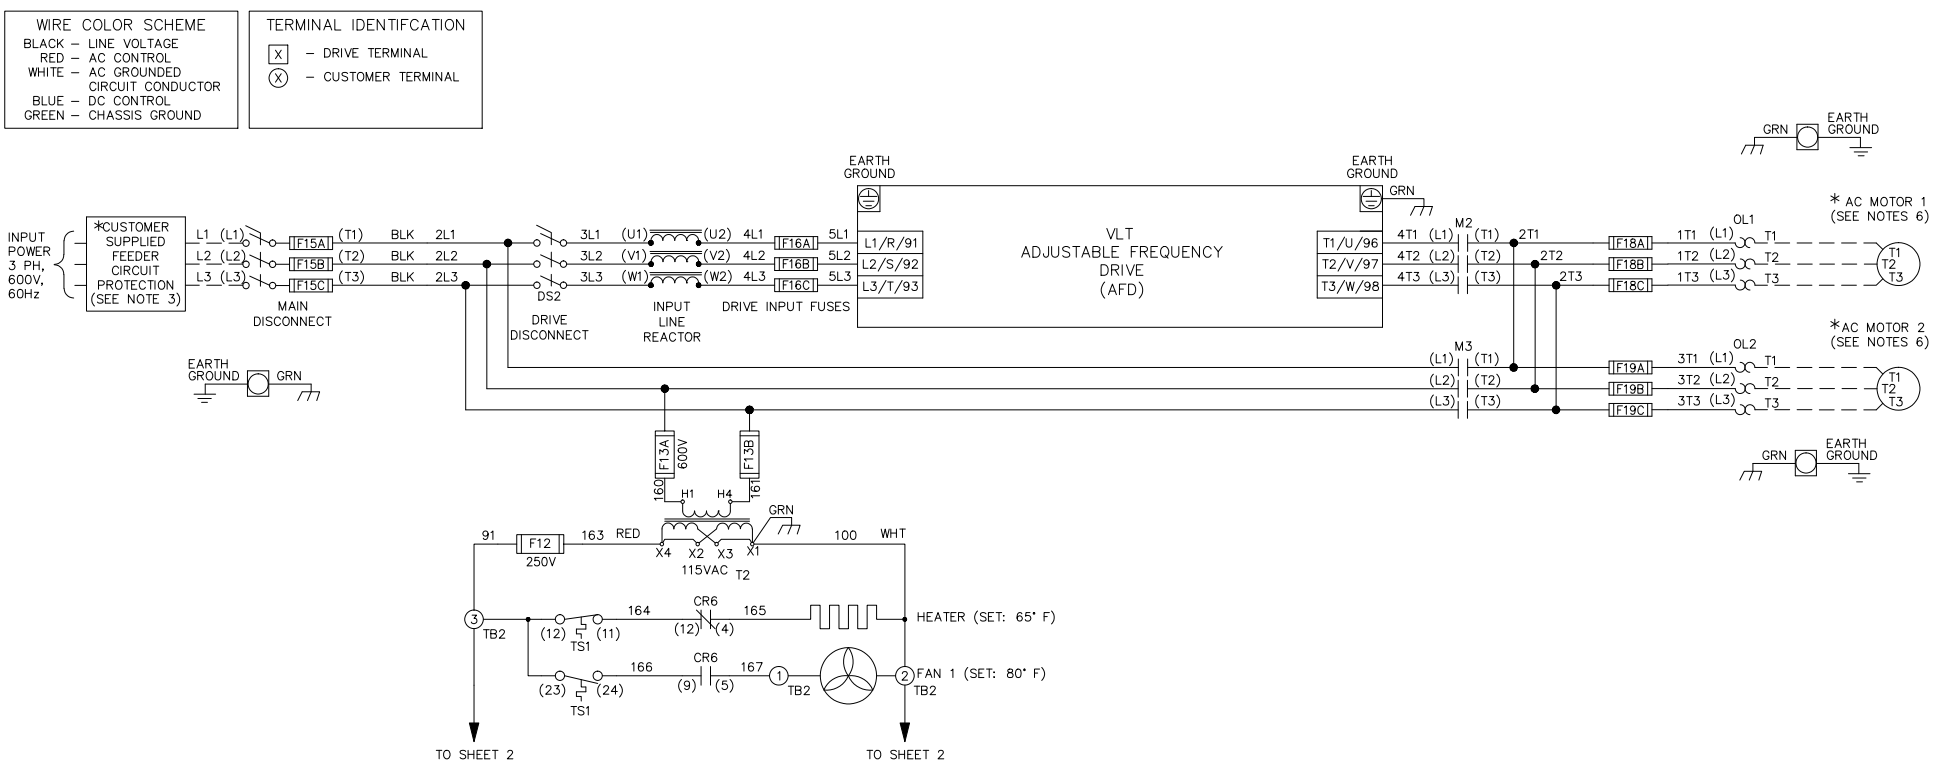 WIRE COLOR SCHEME
BLACK – LINE VOLTAGE
RED – AC CONTROL
WHITE – AC GROUNDED
CIRCUIT CONDUCTOR
BLUE – DC CONTROL
GREEN – CHASSIS GROUND
TERMINAL IDENTIFCATION
X – DRIVE TERMINAL
X – CUSTOMER TERMINAL
GRN
EARTH
GROUND
INPUT
POWER
3 PH,
600V,
60Hz
*CUSTOMER
SUPPLIED
FEEDER
CIRCUIT
PROTECTION
(SEE NOTE 3)
L1 (L1) F15A (T1) BLK 2L1
L2 (L2) F15B (T2) BLK 2L2
L3 (L3) F15C (T3) BLK 2L3
MAIN
DISCONNECT
3L1 (U1) (U2) 4L1 F16A 5L1
3L2 (V1) (V2) 4L2 F16B 5L2
3L3 (W1) (W2) 4L3 F16C 5L3
DS2
DRIVE
DISCONNECT
INPUT
LINE
REACTOR
DRIVE INPUT FUSES
EARTH
GROUND
L1/R/91
L2/S/92
L3/T/93
VLT
ADJUSTABLE FREQUENCY
DRIVE
(AFD)
EARTH
GROUND
GRN
T1/U/96
T2/V/97
T3/W/98
M2
4T1 (L1) (T1) 2T1 F18A 1T1 (L1) T1
4T2 (L2) (T2) 2T2 F18B 1T2 (L2) T2
4T3 (L3) (T3) 2T3 F18C 1T3 (L3) T3
OL1
* AC MOTOR 1
(SEE NOTES 6)
T1
T2
T3
M3
(L1) (T1) F19A 3T1 (L1) T1
(L2) (T2) F19B 3T2 (L2) T2
(L3) (T3) F19C 3T3 (L3) T3
OL2
*AC MOTOR 2
(SEE NOTES 6)
T1
T2
T3
EARTH
GROUND
GRN
GRN
EARTH
GROUND
F13A
600V
F13B
160
161
H1 H4
GRN
91 F12 163 RED
250V
X4 X2 X3 X1
100 WHT
115VAC T2
3
TB2
(12) (11)
TS1
164
CR6
(12) (4)
165
HEATER (SET: 65° F)
(23) (24)
TS1
166
CR6
(9) (5)
167
1
TB2
2
TB2
FAN 1 (SET: 80° F)
TO SHEET 2
TO SHEET 2